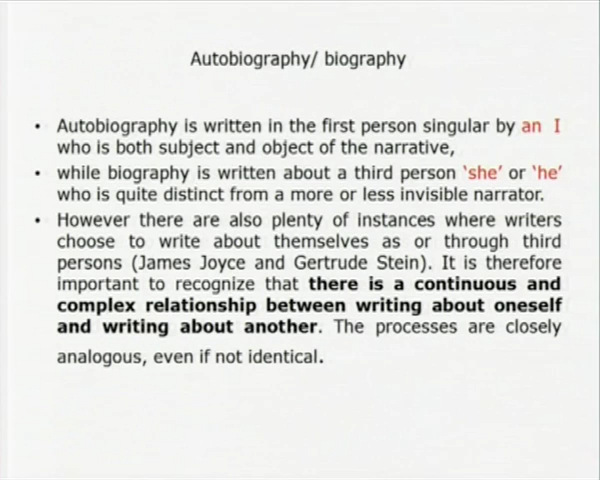 Autobiography/ biography
• Autobiography is written in the first person singular by an I
who is both subject and object of the narrative,
• while biography is written about a third person ‘she’ or ‘he’
who is quite distinct from a more or less invisible narrator.
• However there are also plenty of instances where writers
choose to write about themselves as or through third
persons (James Joyce and Gertrude Stein). It is therefore
important to recognize that there is a continuous and
complex relationship between writing about oneself
and writing about another. The processes are closely
analogous, even if not identical.